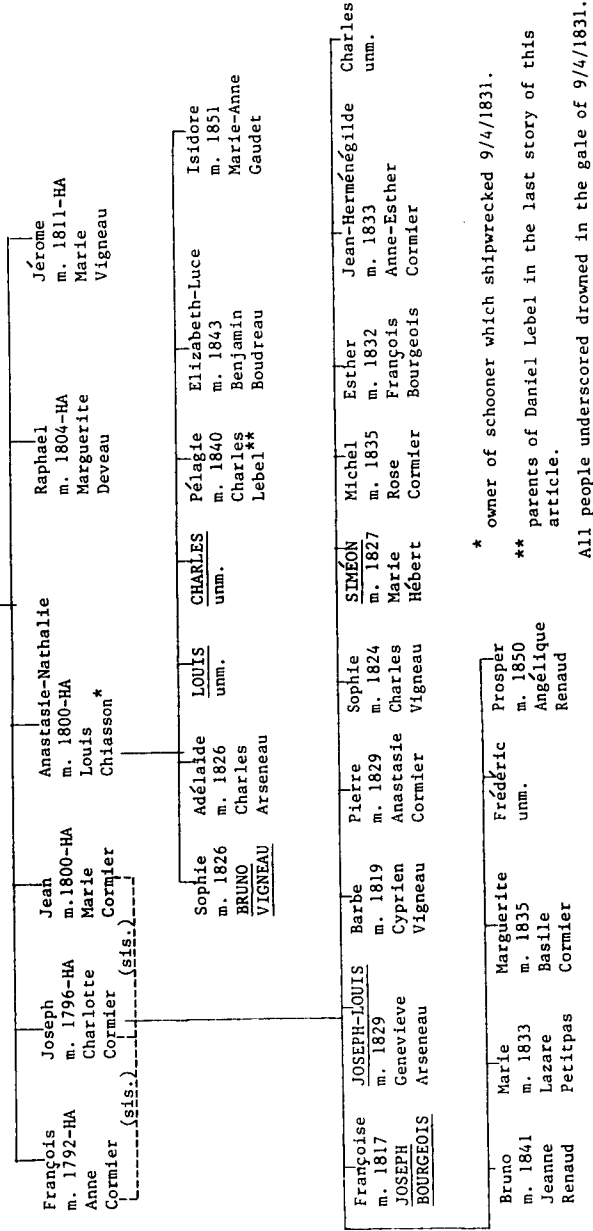 François
m. 1792-HA
Anne
Cormier
(sis.)
Joseph
m. 1796-HA
Charlotte
Cormier
(sis.)
Jean
m.1800-HA
Marie
Cormier
Anastasie-Nathalie
m. 1800-HA
Louis
Chiasson*
Raphael
m. 1804-HA
Marguerite
Deveau
Jérome
m. 1811-HA
Marie
Vigneau
Sophie
m. 1826
BRUNO
VIGNEAU
Adélaide
m. 1826
Charles
Arseneau
LOUIS
unm.
CHARLES
unm.
Pélagie
m. 1840
Charles
Lebel**
Elizabeth-Luce
m. 1843
Benjamin
Boudreau
Isidore
m. 1851
Marie-Anne
Gaudet
Françoise
m. 1817
JOSEPH
BOURGEOIS
JOSEPH-LOUIS
m. 1829
Genevieve
Arseneau
Barbe
m. 1819
Cyprien
Vigneau
Pierre
m. 1829
Anastasie
Cormier
Sophie
m. 1824
Charles
Vigneau
SIMÉON
m. 1827
Marie
Hébert
Michel
m. 1835
Rose
Cormier
Esther
m. 1832
François
Bourgeois
Jean-Herménégilde
m. 1833
Anne-Esther
Cormier
Charles
unm.
Bruno
m. 1841
Jeanne
Renaud
Marie
m. 1833
Lazare
Petitpas
Marguerite
m. 1835
Basile
Cormier
Frédéric
unm.
Prosper
m. 1850
Angélique
Renaud
* owner of schooner which shipwrecked 9/4/1831.
** parents of Daniel Lebel in the last story of this
article.
All people underscored drowned in the gale of 9/4/1831.